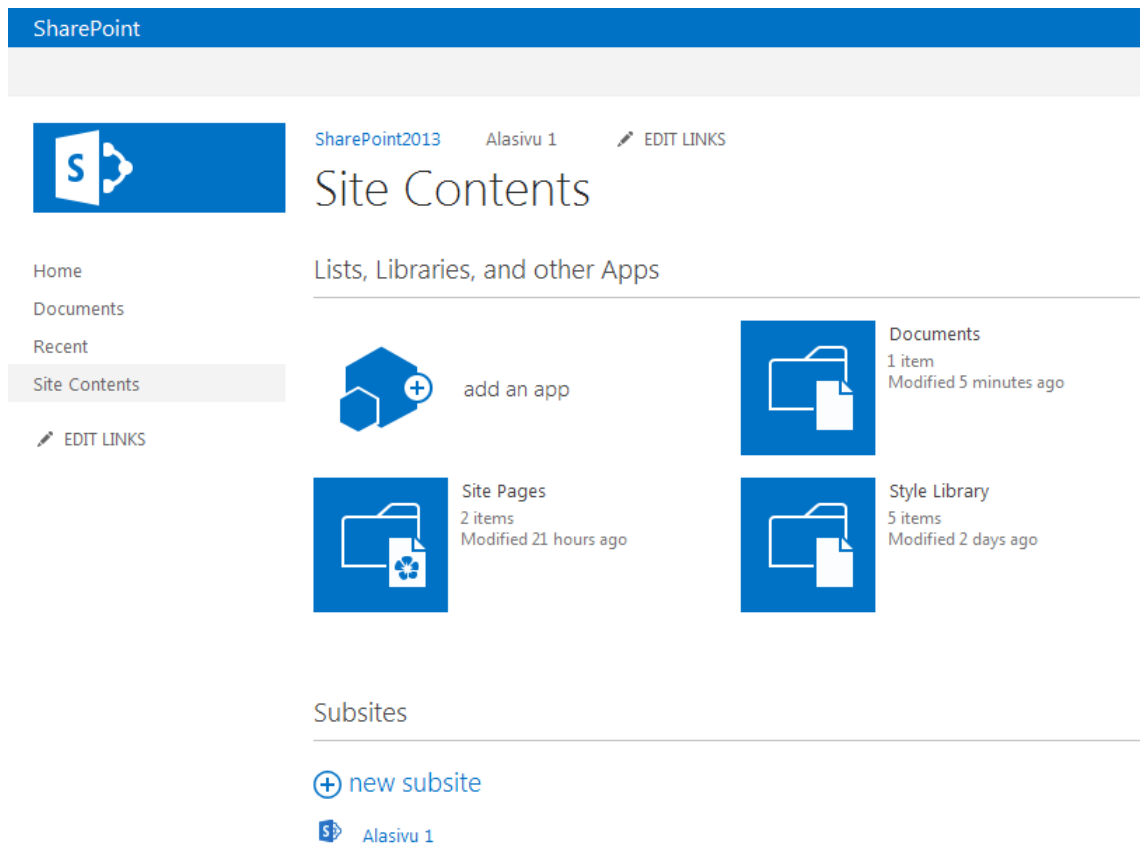 SharePoint
SharePoint2013 Alasivu 1 EDIT LINKS
S
Site Contents
Home
Documents
Recent
Site Contents
EDIT LINKS
Lists, Libraries, and other Apps
add an app
Documents
1 item
Modified 5 minutes ago
Site Pages
2 items
Modified 21 hours ago
Style Library
5 items
Modified 2 days ago
Subsites
new subsite
S Alasivu 1